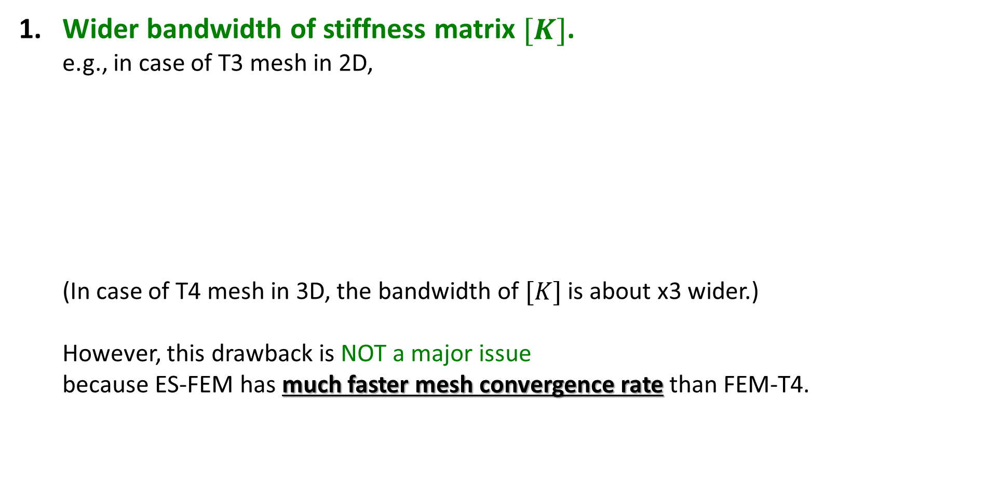 1. Wider bandwidth of stiffness matrix [K].
e.g., in case of T3 mesh in 2D,
(In case of T4 mesh in 3D, the bandwidth of [K] is about x3 wider.)
However, this drawback is NOT a major issue
because ES-FEM has much faster mesh convergence rate than FEM-T4.